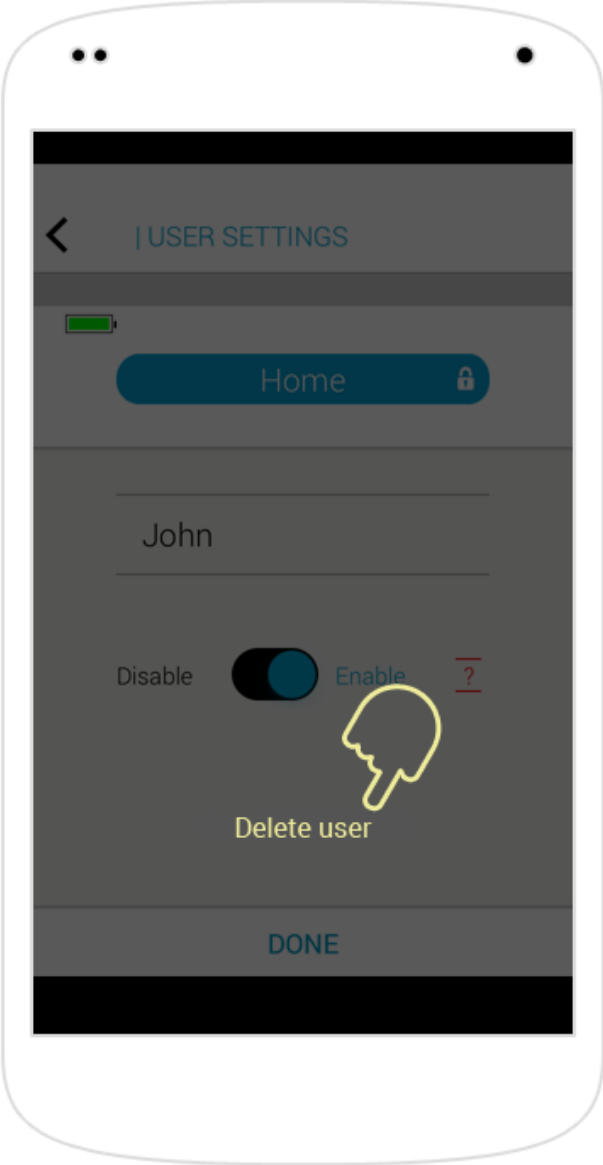 | USER SETTINGS
Home
John
Disable Enable ?
Delete user
DONE